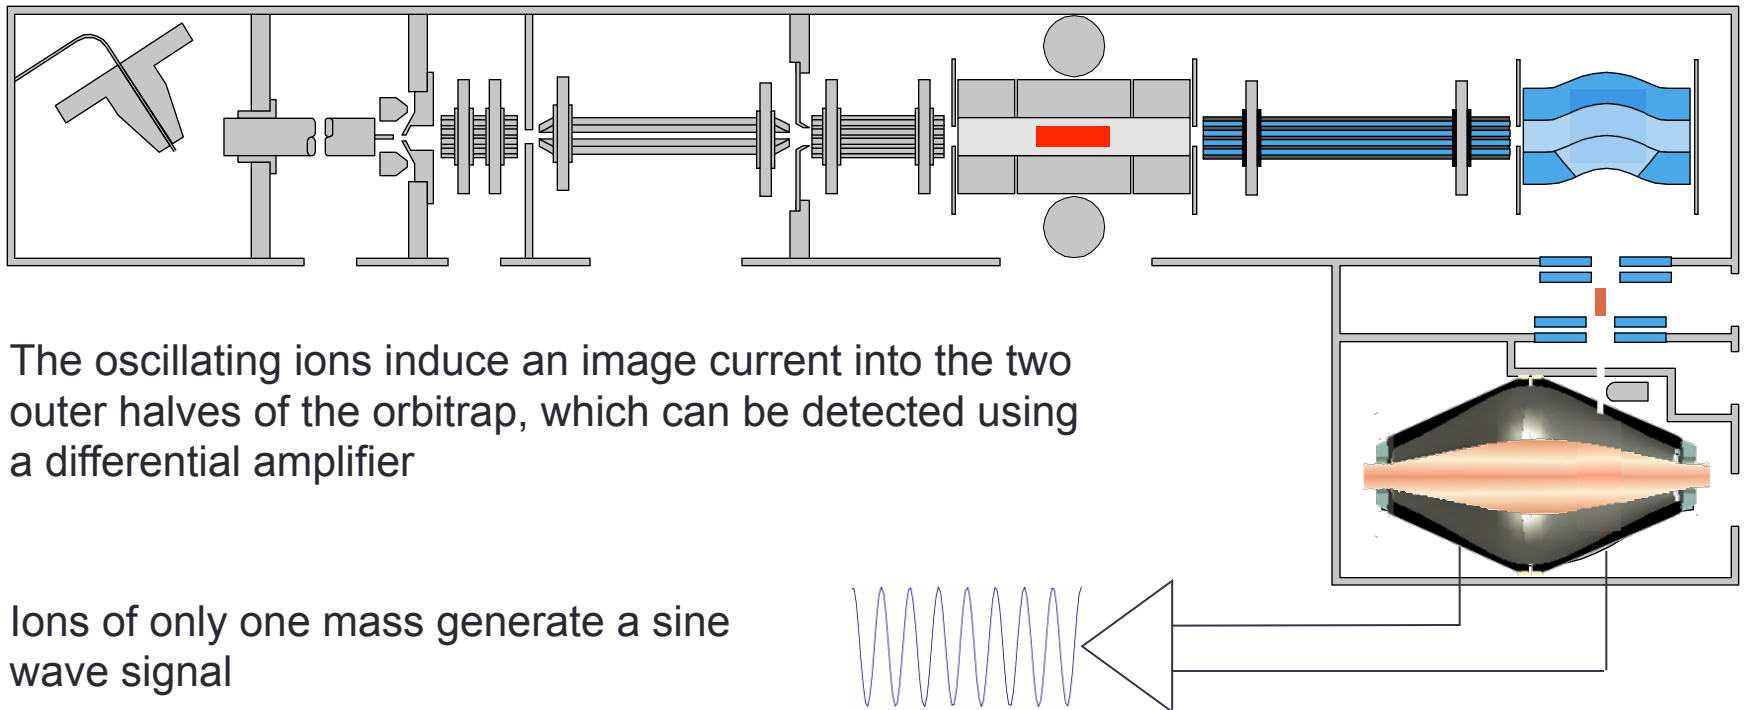 The oscillating ions induce an image current into the two
outer halves of the orbitrap, which can be detected using
a differential amplifier
Ions of only one mass generate a sine
wave signal